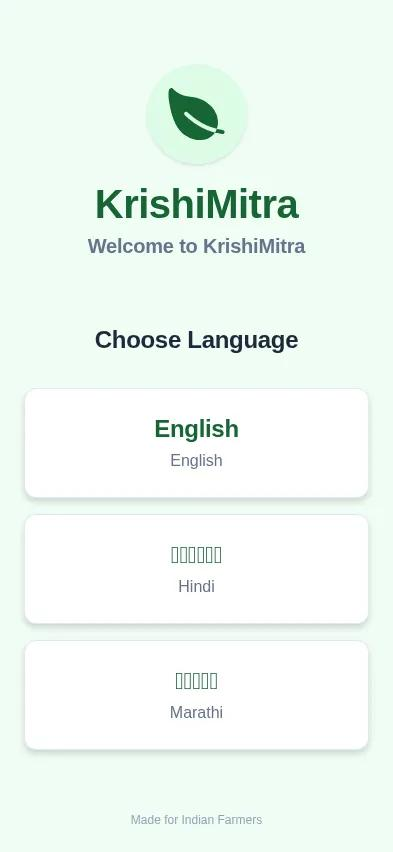 KrishiMitra
Welcome to KrishiMitra
Choose Language
English
English
Hindi
Marathi
Made for Indian Farmers